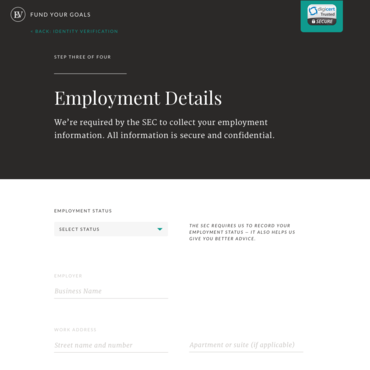 BV FUND YOUR GOALS
digicert
Trusted
SECURE
< BACK: IDENTITY VERIFICATION
STEP THREE OF FOUR
Employment Details
We're required by the SEC to collect your employment
information. All information is secure and confidential.
EMPLOYMENT STATUS
SELECT STATUS
THE SEC REQUIRES US TO RECORD YOUR
EMPLOYMENT STATUS – IT ALSO HELPS US
GIVE YOU BETTER ADVICE.
EMPLOYER
Business Name
WORK ADDRESS
Street name and number
Apartment or suite (if applicable)